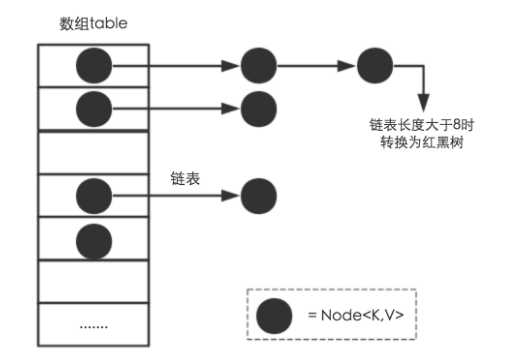 数组table
链表长度大于8时
转换为红黑树
链表
= Node<K,V>
.......